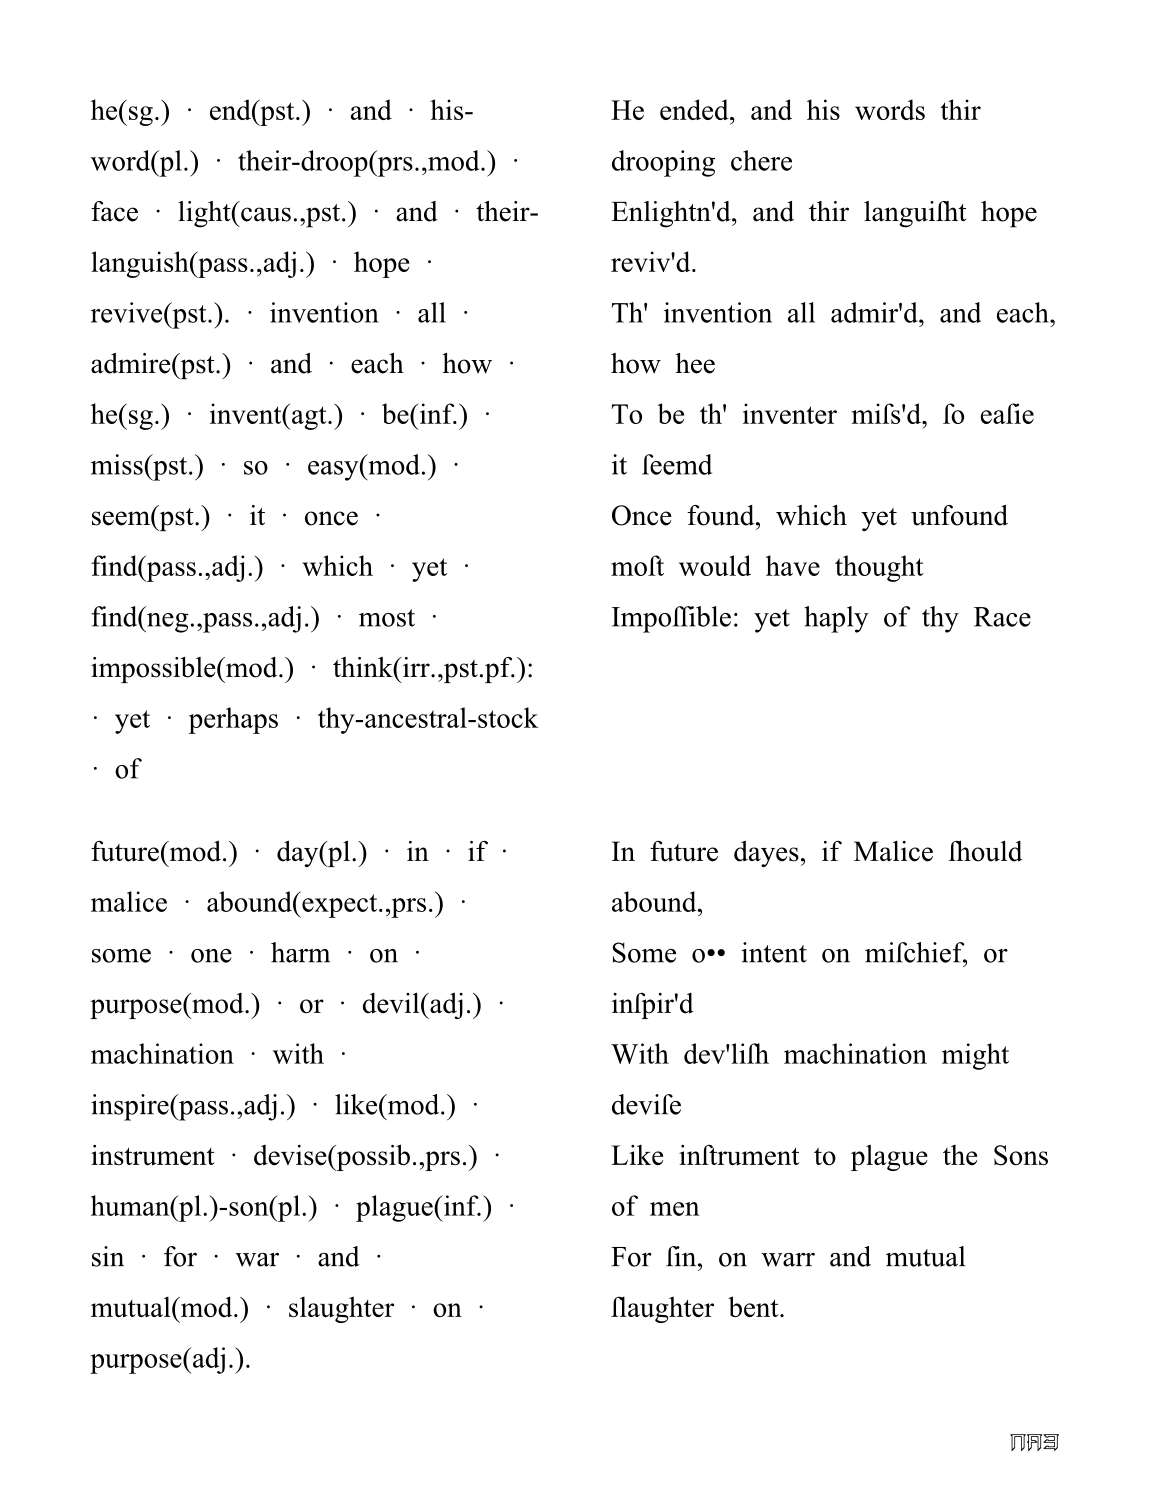 he(sg.) · end(pst.) · and · his-
word(pl.) · their-droop(prs.,mod.) ·
face · light(caus.,pst.) · and · their-
languish(pass.,adj.) · hope ·
revive(pst.). · invention · all ·
admire(pst.) · and · each · how ·
he(sg.) · invent(agt.) · be(inf.) ·
miss(pst.) · so · easy(mod.) ·
seem(pst.) · it · once ·
find(pass.,adj.) · which · yet ·
find(neg.,pass.,adj.) · most ·
impossible(mod.) · think(irr.,pst.pf.):
· yet · perhaps · thy-ancestral-stock
· of
He ended, and his words thir
drooping chere
Enlightn'd, and thir languiſht hope
reviv'd.
Th' invention all admir'd, and each,
how hee
To be th' inventer miſs'd, ſo eaſie
it ſeemd
Once found, which yet unfound
moſt would have thought
Impoſſible: yet haply of thy Race
future(mod.) · day(pl.) · in · if ·
malice · abound(expect.,prs.) ·
some · one · harm · on ·
purpose(mod.) · or · devil(adj.) ·
machination · with ·
inspire(pass.,adj.) · like(mod.) ·
instrument · devise(possib.,prs.) ·
human(pl.)-son(pl.) · plague(inf.) ·
sin · for · war · and ·
mutual(mod.) · slaughter · on ·
purpose(adj.).
In future dayes, if Malice ſhould
abound,
Some o•• intent on miſchief, or
inſpir'd
With dev'liſh machination might
deviſe
Like inſtrument to plague the Sons
of men
For ſin, on warr and mutual
ſlaughter bent.